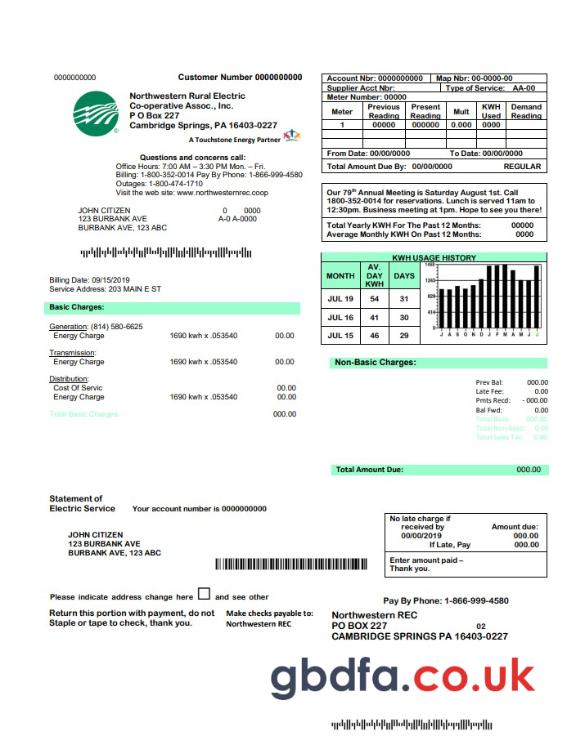 0000000000
Customer Number 0000000000
Northwestern Rural Electric
Co-operative Assoc., Inc.
P O Box 227
Cambridge Springs, PA 16403-0227
A Touchstone Energy Partner
Questions and concerns call:
Office Hours: 7:00 AM – 3:30 PM Mon. – Fri.
Billing: 1-800-352-0014 Pay By Phone: 1-866-999-4580
Outages: 1-800-474-1710
Visit the web site: www.northwesternrec.coop
JOHN CITIZEN 0 0000
123 BURBANK AVE A-0 A-0000
BURBANK AVE, 123 ABC
Account Nbr: 0000000000 Map Nbr: 00-0000-00
Supplier Acct Nbr: Type of Service: AA-00
Meter Number: 00000
Meter Previous Reading Present Reading Mult KWH Used Demand Reading
1 00000 000000 0.000 0000
From Date: 00/00/0000 To Date: 00/00/0000
Total Amount Due By: 00/00/0000 REGULAR
Our 79th Annual Meeting is Saturday August 1st. Call
1800-352-0014 for reservations. Lunch is served 11am to
12:30pm. Business meeting at 1pm. Hope to see you there!
Total Yearly KWH For The Past 12 Months: 00000
Average Monthly KWH On Past 12 Months: 0000
KWH USAGE HISTORY
MONTH AV. DAY KWH DAYS
JUL 19 54 31
JUL 16 41 30
JUL 15 46 29
J A S O N D J F M A M J J
Billing Date: 09/15/2019
Service Address: 203 MAIN E ST
Basic Charges:
Generation: (814) 580-6625
Energy Charge 1690 kwh x .053540 00.00
Transmission:
Energy Charge 1690 kwh x .053540 00.00
Distribution:
Cost Of Servic 00.00
Energy Charge 1690 kwh x .053540 00.00
Total Basic Charges 000.00
Non-Basic Charges:
Prev Bal: 000.00
Late Fee: 0.00
Pmts Recd: - 000.00
Bal Fwd: 0.00
Total Basic 000.00
Total Non-Basic 0.00
Total Sales Tax 0.00
Total Amount Due: 000.00
Statement of
Electric Service Your account number is 0000000000
JOHN CITIZEN
123 BURBANK AVE
BURBANK AVE, 123 ABC
No late charge if
received by Amount due:
00/00/2019 000.00
If Late, Pay 000.00
Enter amount paid –
Thank you.
Please indicate address change here and see other
Return this portion with payment, do not
Staple or tape to check, thank you.
Make checks payable to:
Northwestern REC
Pay By Phone: 1-866-999-4580
Northwestern REC
PO BOX 227 02
CAMBRIDGE SPRINGS PA 16403-0227
gbdfa.co.uk